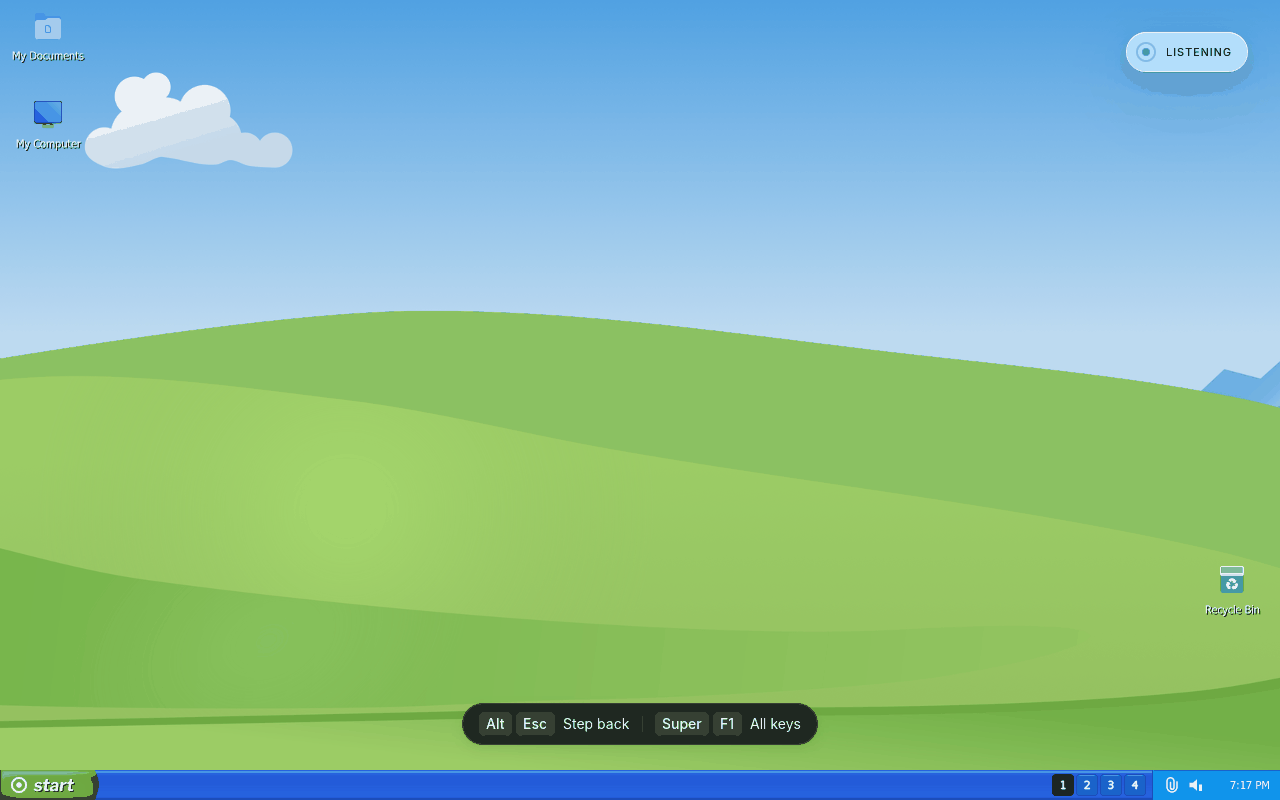 My Documents
LISTENING
My Computer
Recycle Bin
Alt Esc Step back Super F1 All keys
start
1 2 3 4
7:17 PM